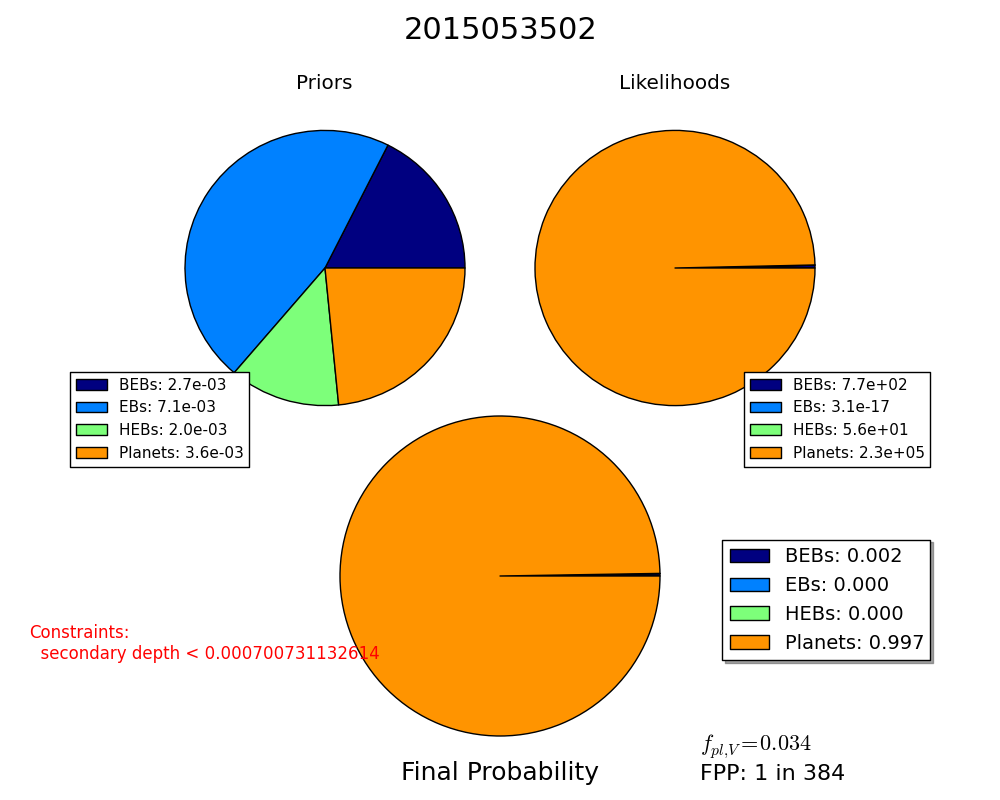 2015053502
Priors
Likelihoods
BEBs: 2.7e-03
EBs: 7.1e-03
HEBs: 2.0e-03
Planets: 3.6e-03
BEBs: 7.7e+02
EBs: 3.1e-17
HEBs: 5.6e+01
Planets: 2.3e+05
BEBs: 0.002
EBs: 0.000
HEBs: 0.000
Planets: 0.997
Constraints:
secondary depth < 0.000700731132614
f_{pl,V} = 0.034
Final Probability
FPP: 1 in 384